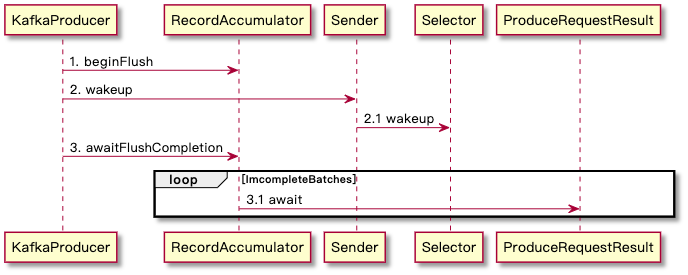 KafkaProducer RecordAccumulator Sender Selector ProduceRequestResult
1. beginFlush
2. wakeup
2.1 wakeup
3. awaitFlushCompletion
loop [ImcompleteBatches]
3.1 await
KafkaProducer RecordAccumulator Sender Selector ProduceRequestResult